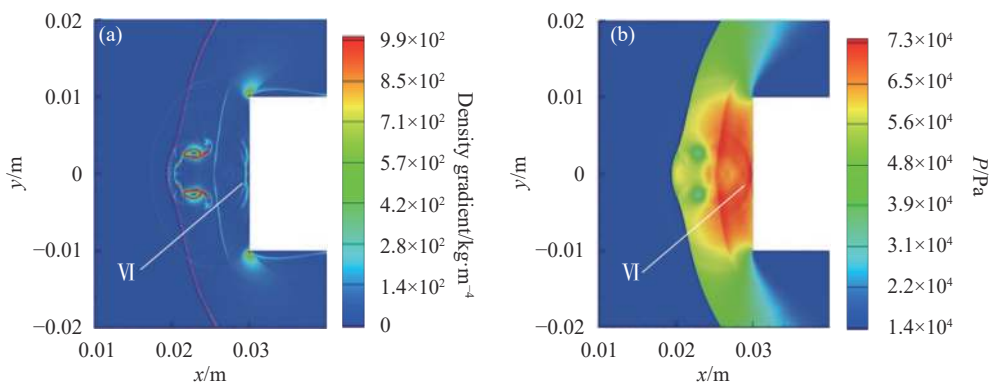 (a)
0.02
0.01
0
−0.01
−0.02
y/m
0.01 0.02 0.03
x/m
Ⅵ
9.9×10²
8.5×10²
7.1×10²
5.7×10²
4.2×10²
2.8×10²
1.4×10²
0
Density gradient/kg·m⁻⁴
(b)
0.02
0.01
0
−0.01
−0.02
y/m
0.01 0.02 0.03
x/m
Ⅵ
7.3×10⁴
6.5×10⁴
5.6×10⁴
4.8×10⁴
3.9×10⁴
3.1×10⁴
2.2×10⁴
1.4×10⁴
P/Pa